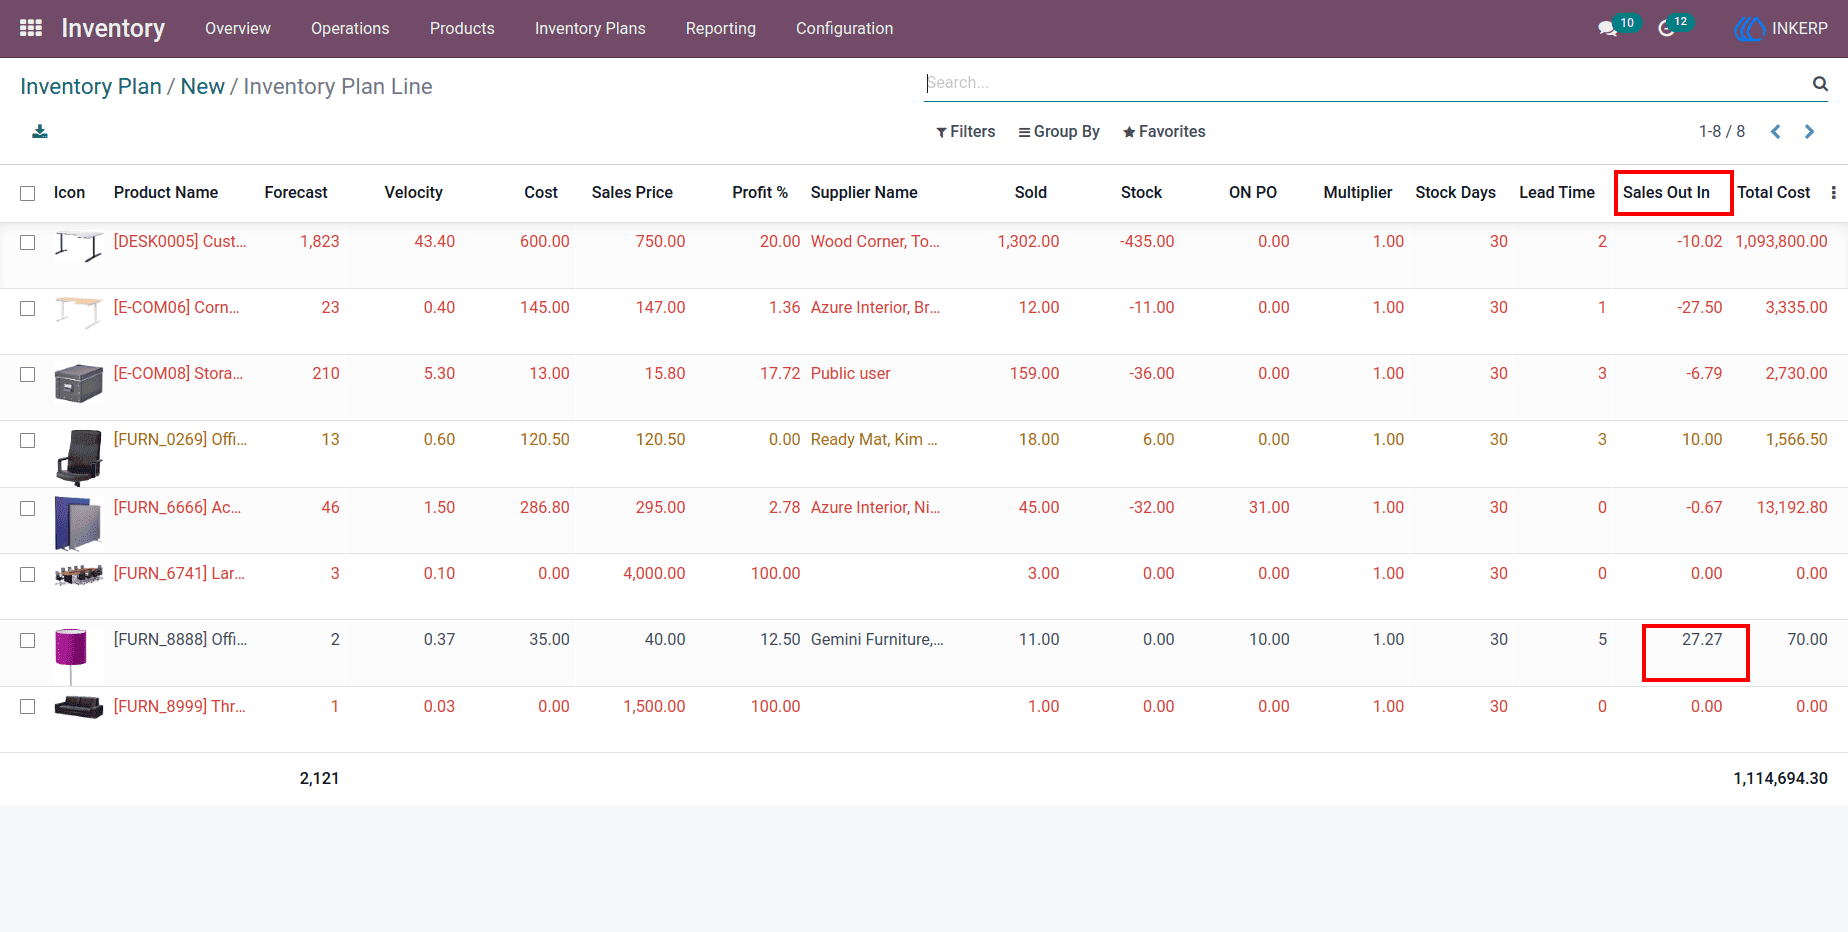 Inventory Overview Operations Products Inventory Plans Reporting Configuration 10 12 INKERP
Inventory Plan / New / Inventory Plan Line Search...
Filters Group By Favorites 1-8 / 8
Icon Product Name Forecast Velocity Cost Sales Price Profit % Supplier Name Sold Stock ON PO Multiplier Stock Days Lead Time Sales Out In Total Cost
[DESK0005] Cust... 1,823 43.40 600.00 750.00 20.00 Wood Corner, To... 1,302.00 -435.00 0.00 1.00 30 2 -10.02 1,093,800.00
[E-COM06] Corn... 23 0.40 145.00 147.00 1.36 Azure Interior, Br... 12.00 -11.00 0.00 1.00 30 1 -27.50 3,335.00
[E-COM08] Stora... 210 5.30 13.00 15.80 17.72 Public user 159.00 -36.00 0.00 1.00 30 3 -6.79 2,730.00
[FURN_0269] Offi... 13 0.60 120.50 120.50 0.00 Ready Mat, Kim ... 18.00 6.00 0.00 1.00 30 3 10.00 1,566.50
[FURN_6666] Ac... 46 1.50 286.80 295.00 2.78 Azure Interior, Ni... 45.00 -32.00 31.00 1.00 30 0 -0.67 13,192.80
[FURN_6741] Lar... 3 0.10 0.00 4,000.00 100.00 3.00 0.00 0.00 1.00 30 0 0.00 0.00
[FURN_8888] Offi... 2 0.37 35.00 40.00 12.50 Gemini Furniture,... 11.00 0.00 10.00 1.00 30 5 27.27 70.00
[FURN_8999] Thr... 1 0.03 0.00 1,500.00 100.00 1.00 0.00 0.00 1.00 30 0 0.00 0.00
2,121 1,114,694.30